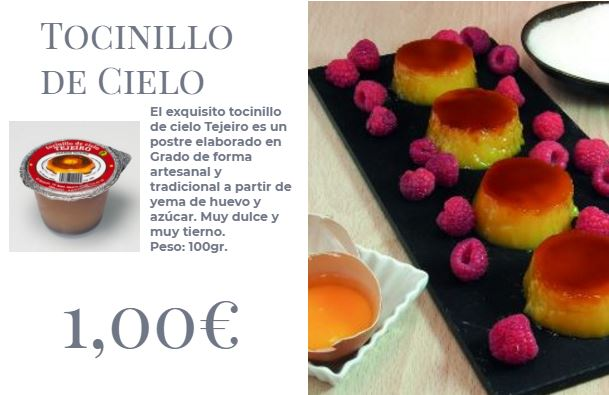 Tocinillo
de Cielo
El exquisito tocinillo
de cielo Tejeiro es un
postre elaborado en
Grado de forma
artesanal y
tradicional a partir de
yema de huevo y
azúcar. Muy dulce y
muy tierno.
Peso: 100gr.
tocinillo de cielo
TEJEIRO
1,00€